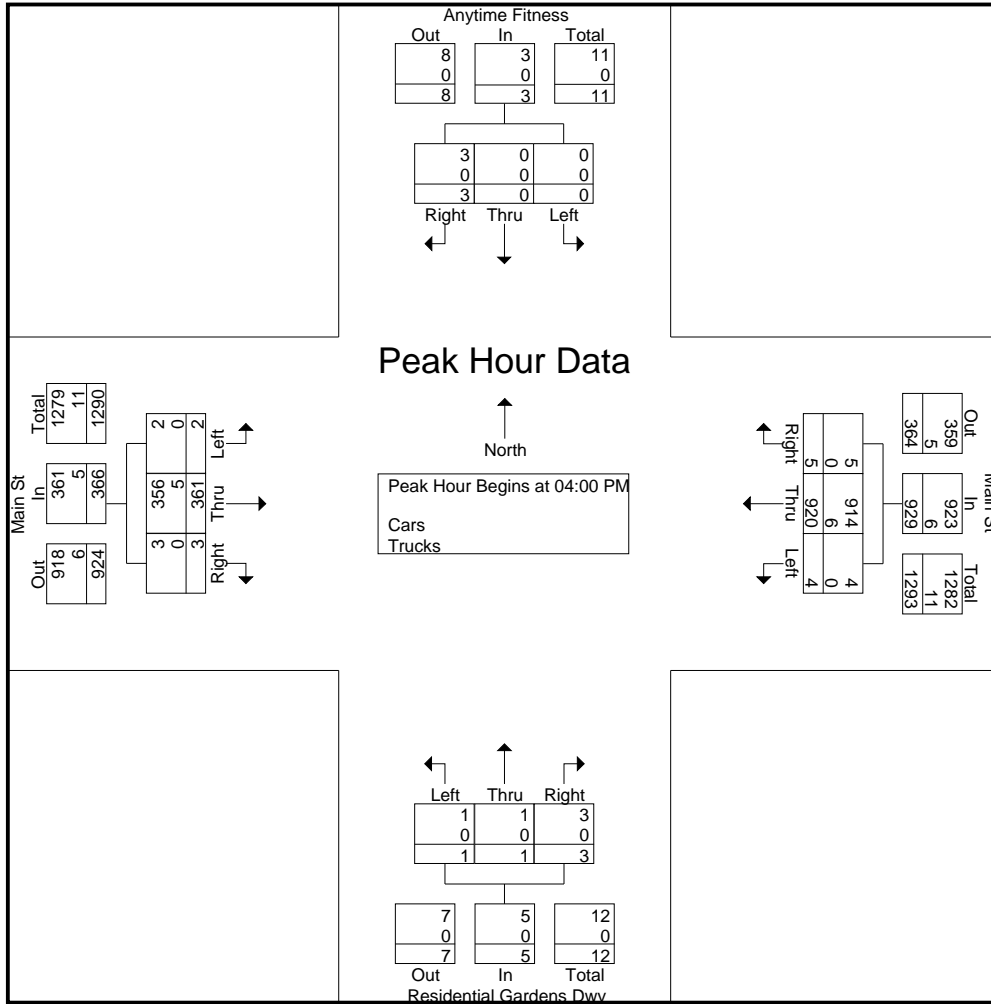 Anytime Fitness
Out In Total
8 3 11
0 0 0
8 3 11
3 0 0
0 0 0
3 0 0
Right Thru Left
Peak Hour Data
North
Peak Hour Begins at 04:00 PM
Cars
Trucks
Main St
Out In Total
918 361 1279
6 5 11
924 366 1290
Right Thru Left
3 356 2
0 5 0
3 361 2
Main St
Out In Total
359 923 1282
5 6 11
364 929 1293
Right Thru Left
5 914 4
0 6 0
5 920 4
Left Thru Right
1 1 3
0 0 0
1 1 3
7 5 12
0 0 0
7 5 12
Out In Total
Residential Gardens Dwy